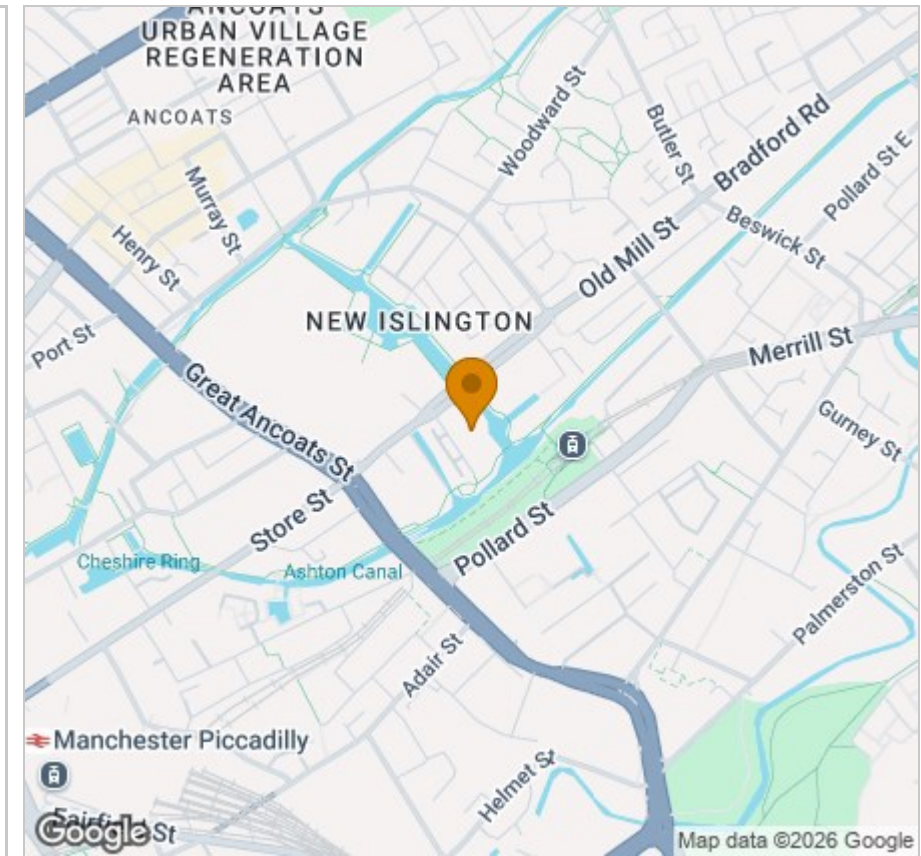 ANCOATS
URBAN VILLAGE
REGENERATION
AREA
ANCOATS
Woodward St
Butler St
Bradford Rd
Pollard St E
Murray St
Henry St
Beswick St
Old Mill St
Port St
NEW ISLINGTON
Merrill St
Great Ancoats St
Gurney St
Store St
Pollard St
Cheshire Ring
Ashton Canal
Palmerston St
Adair St
Manchester Piccadilly
Helmet St
Fairfield St
Google
Map data ©2026 Google